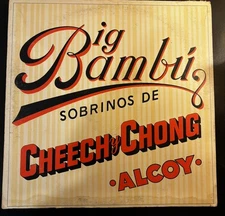 Big
Bambú
SOBRINOS DE
CHEECH y CHONG
• ALCOY •